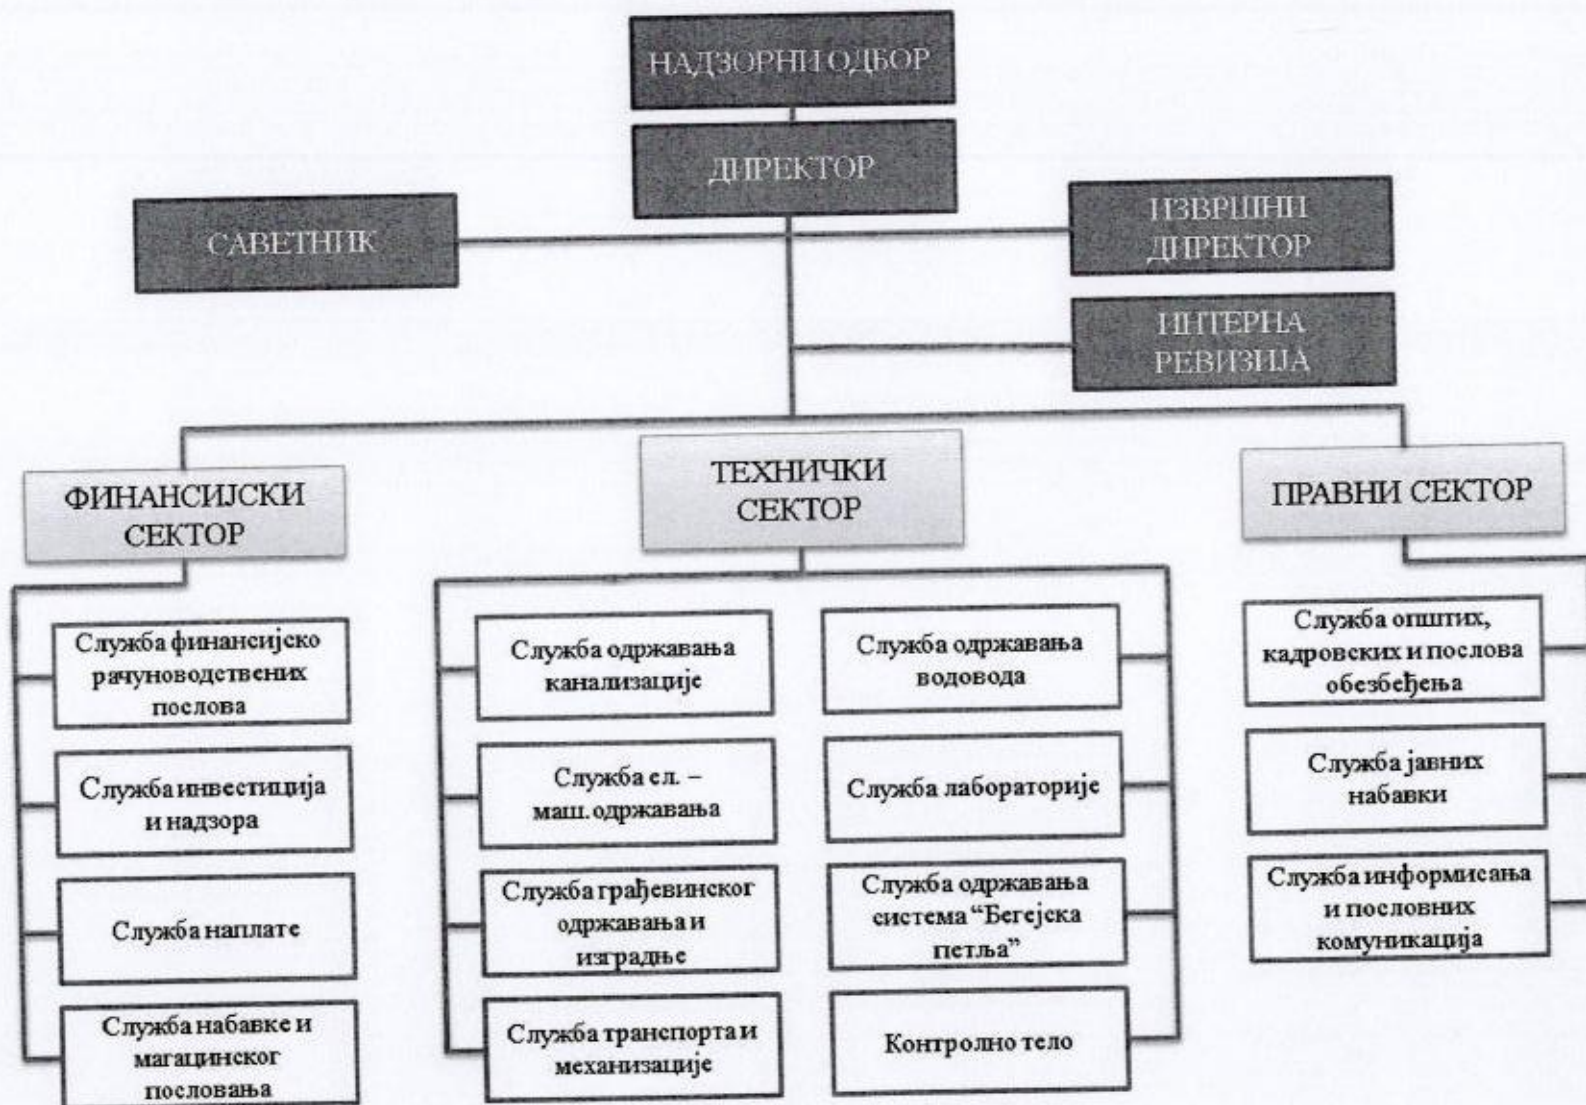 НАДЗОРНИ ОДБОР
ДИРЕКТОР
САВЕТНИК
ИЗВРШНИ
ДИРЕКТОР
ИНТЕРНА
РЕВИЗИЈА
ФИНАНСИЈСКИ
СЕКТОР
ТЕХНИЧКИ
СЕКТОР
ПРАВНИ СЕКТОР
Служба финансијско
рачуноводствених
послова
Служба инвестиција
и надзора
Служба наплате
Служба набавке и
магацинског
пословања
Служба одржавања
канализације
Служба ел. –
маш. одржавања
Служба грађевинског
одржавања и
изградње
Служба транспорта и
механизације
Служба одржавања
водовода
Служба лабораторије
Служба одржавања
система “Бегејска
петља”
Контролно тело
Служба општих,
кадровских и послова
обезбеђења
Служба јавних
набавки
Служба информисања
и пословних
комуникација